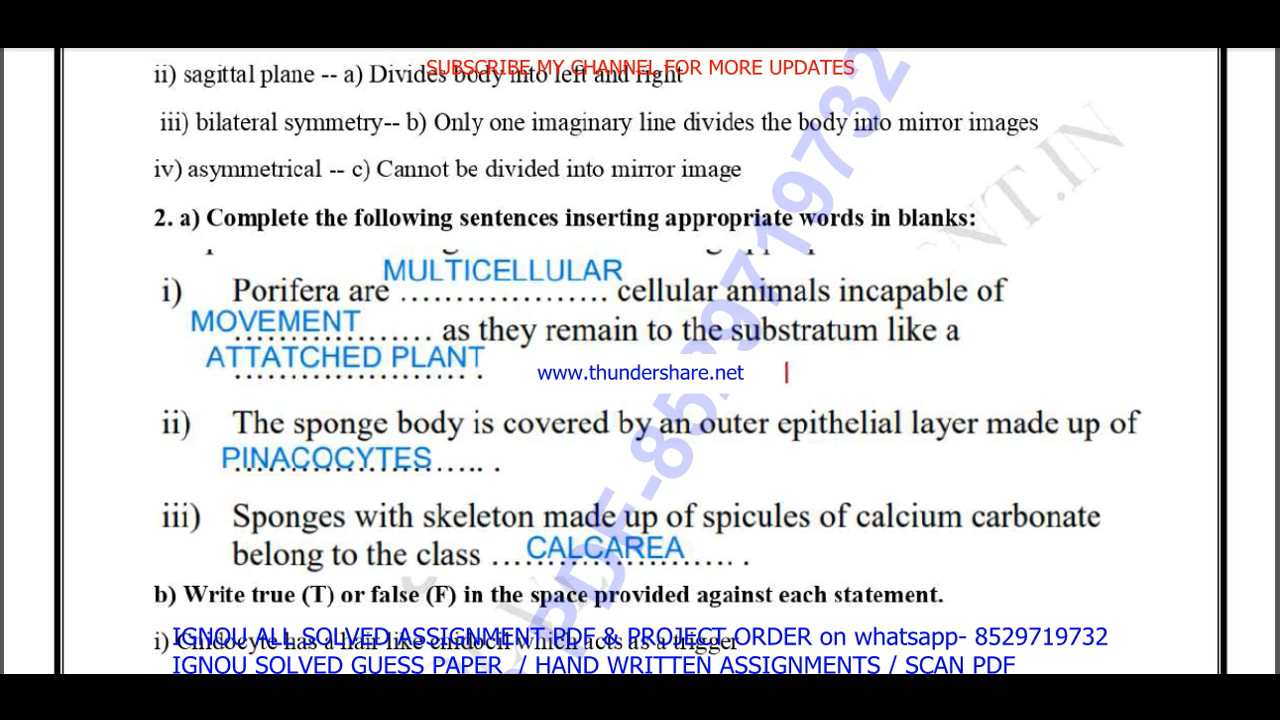 SUBSCRIBE MY CHANNEL FOR MORE UPDATES
ii) sagittal plane -- a) Divides body into left and right
iii) bilateral symmetry-- b) Only one imaginary line divides the body into mirror images
iv) asymmetrical -- c) Cannot be divided into mirror image
2. a) Complete the following sentences inserting appropriate words in blanks:
MULTICELLULAR
i) Porifera are ................... cellular animals incapable of
MOVEMENT
.................. as they remain to the substratum like a
ATTATCHED PLANT
..................... .
www.thundershare.net
ii) The sponge body is covered by an outer epithelial layer made up of
PINACOCYTES
........................ .
iii) Sponges with skeleton made up of spicules of calcium carbonate
belong to the class ........................ .
CALCAREA
b) Write true (T) or false (F) in the space provided against each statement.
i) Cnidocyte has a hair like cnidocil which acts as a trigger
IGNOU ALL SOLVED ASSIGNMENT PDF & PROJECT ORDER on whatsapp- 8529719732
IGNOU SOLVED GUESS PAPER / HAND WRITTEN ASSIGNMENTS / SCAN PDF
PDF-8529719732
NT.IN